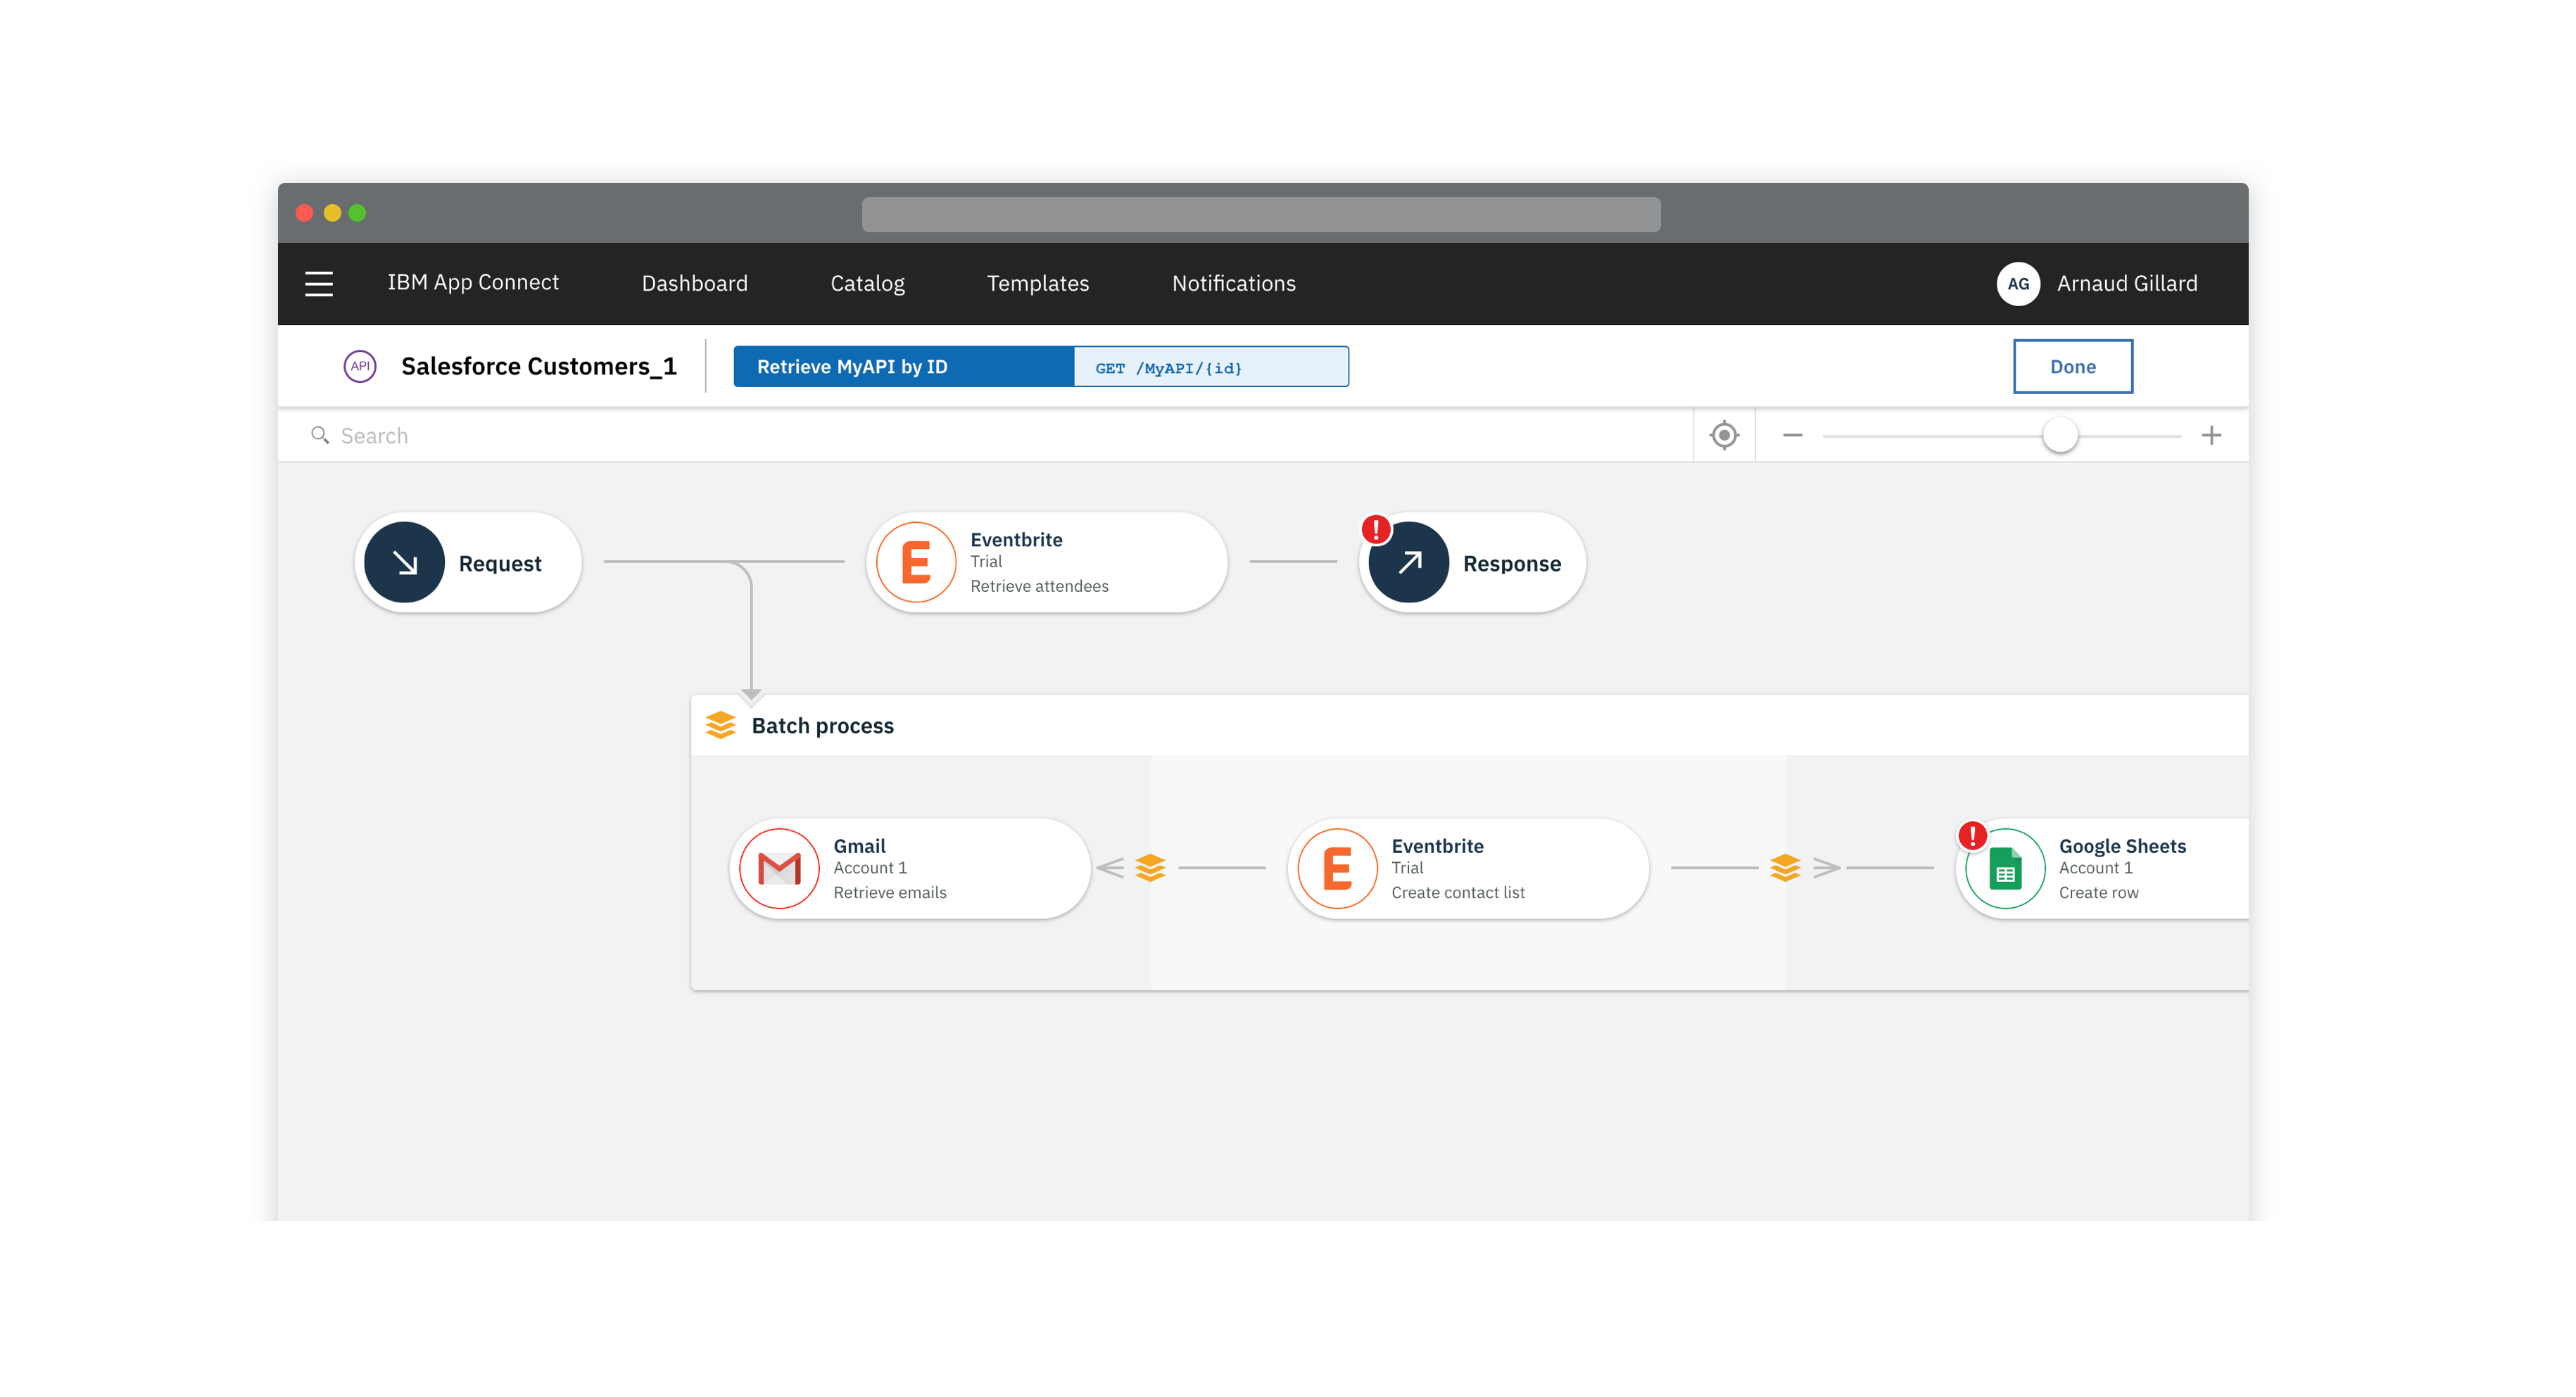 IBM App Connect Dashboard Catalog Templates Notifications AG Arnaud Gillard
API Salesforce Customers_1 Retrieve MyAPI by ID GET /MyAPI/{id} Done
Search
Request
E
Eventbrite
Trial
Retrieve attendees
!
Response
Batch process
Gmail
Account 1
Retrieve emails
E
Eventbrite
Trial
Create contact list
!
Google Sheets
Account 1
Create row